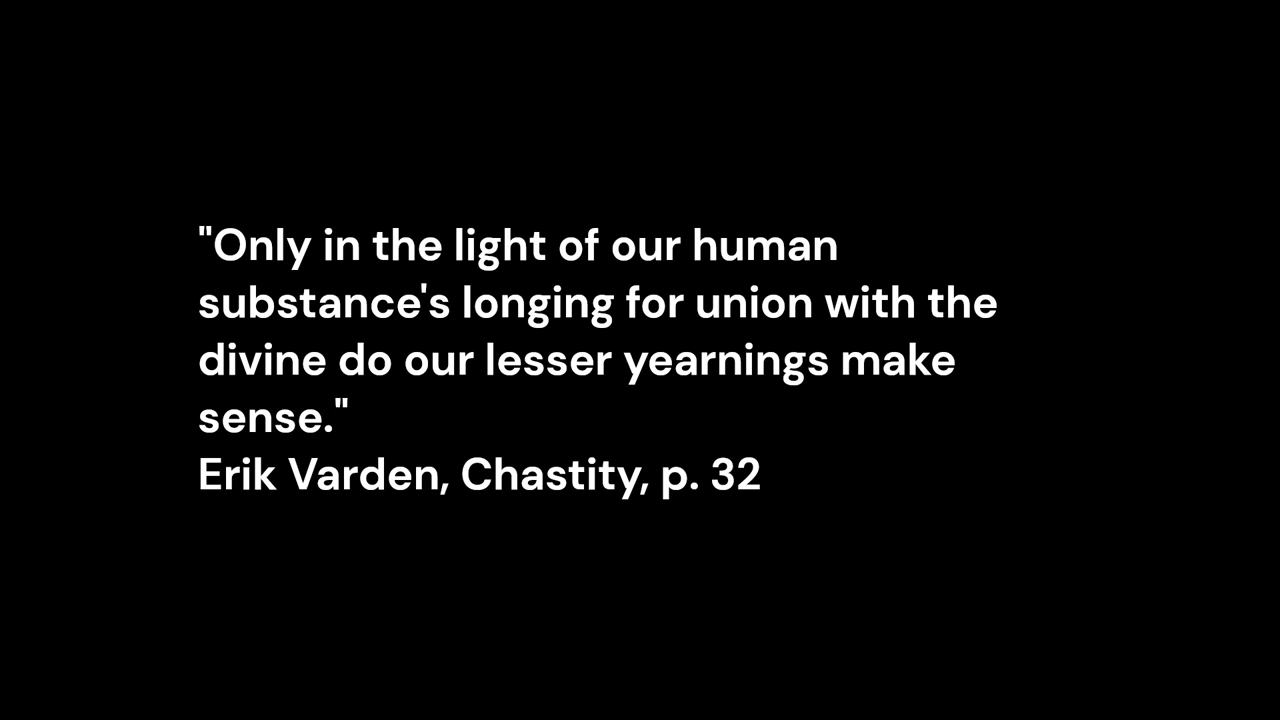 "Only in the light of our human
substance's longing for union with the
divine do our lesser yearnings make
sense."
Erik Varden, Chastity, p. 32